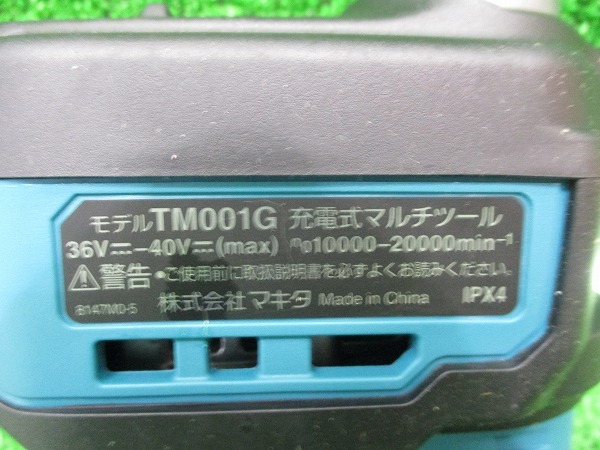 モデルTM001G 充電式マルチツール
36V⎓-40V⎓(max) n₀10000-20000min⁻¹
⚠警告 •ご使用前に取扱説明書を必ずよくお読みください。
8147M0-5 株式会社マキタ Made in China IPX4